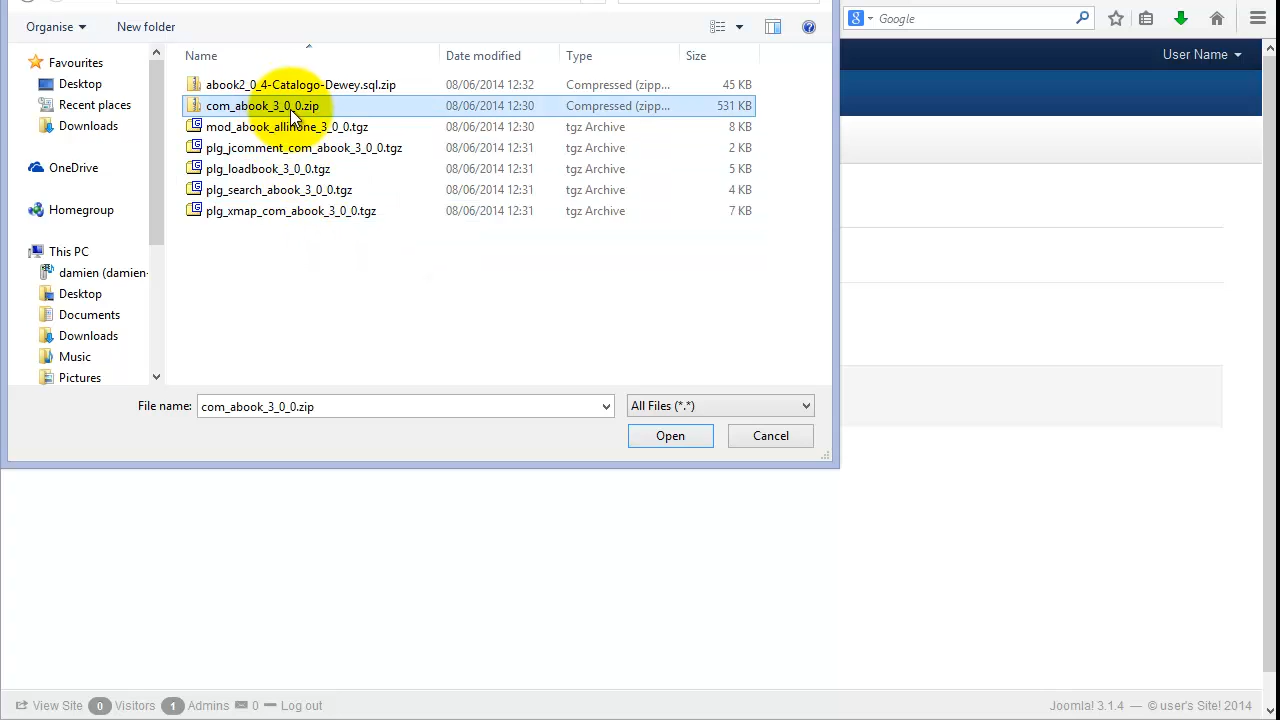 Google
Organise
New folder
User Name
Name
Date modified
Type
Size
Favourites
Desktop
Recent places
Downloads
OneDrive
Homegroup
This PC
damien (damien-
Desktop
Documents
Downloads
Music
Pictures
abook2_0_4-Catalogo-Dewey.sql.zip 08/06/2014 12:32 Compressed (zipp... 45 KB
com_abook_3_0_0.zip 08/06/2014 12:30 Compressed (zipp... 531 KB
mod_abook_allinone_3_0_0.tgz 08/06/2014 12:30 tgz Archive 8 KB
plg_jcomment_com_abook_3_0_0.tgz 08/06/2014 12:31 tgz Archive 2 KB
plg_loadbook_3_0_0.tgz 08/06/2014 12:31 tgz Archive 5 KB
plg_search_abook_3_0_0.tgz 08/06/2014 12:31 tgz Archive 4 KB
plg_xmap_com_abook_3_0_0.tgz 08/06/2014 12:31 tgz Archive 7 KB
File name: com_abook_3_0_0.zip All Files (*.*)
Open Cancel
View Site 0 Visitors 1 Admins 0 Log out Joomla! 3.1.4 — © user's Site! 2014